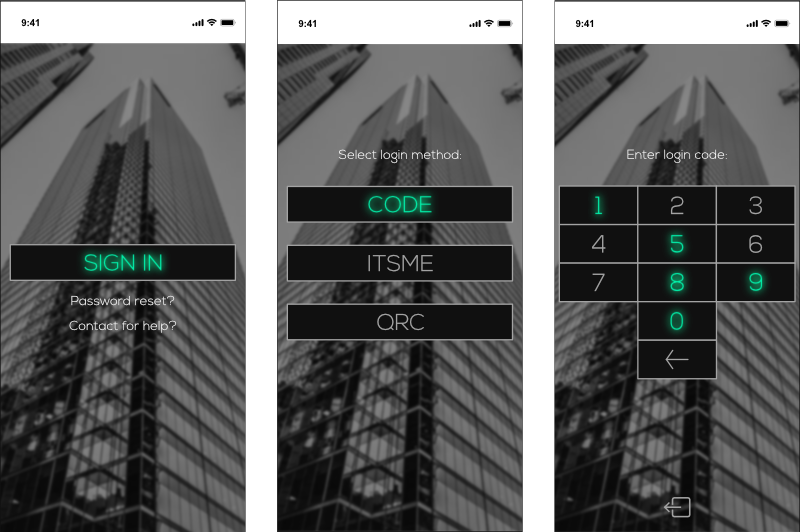 9:41
SIGN IN
Password reset?
Contact for help?
9:41
Select login method:
CODE
ITSME
QRC
9:41
Enter login code:
1 2 3
4 5 6
7 8 9
0